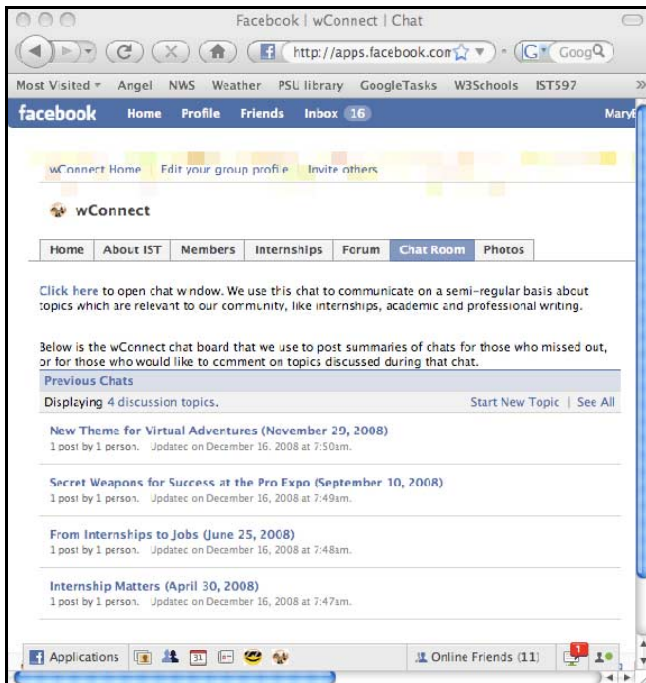 Facebook | wConnect | Chat
http://apps.facebook.com
Goog
Most Visited Angel NWS Weather PSU library GoogleTasks W3Schools IST597 »
facebook Home Profile Friends Inbox 16
wConnect Home | Edit your group profile | Invite others
wConnect
Home About IST Members Internships Forum Chat Room Photos
Click here to open chat window. We use this chat to communicate on a semi-regular basis about
topics which are relevant to our community, like internships, academic and professional writing.
Below is the wConnect chat board that we use to post summaries of chats for those who missed out,
or for those who would like to comment on topics discussed during that chat.
Previous Chats
Displaying 4 discussion topics. Start New Topic | See All
New Theme for Virtual Adventures (November 29, 2008)
1 post by 1 person. Updated on December 16, 2008 at 7:50am.
Secret Weapons for Success at the Pro Expo (September 10, 2008)
1 post by 1 person. Updated on December 16, 2008 at 7:49am.
From Internships to Jobs (June 25, 2008)
1 post by 1 person. Updated on December 16, 2008 at 7:48am.
Internship Matters (April 30, 2008)
1 post by 1 person. Updated on December 16, 2008 at 7:47am.
Applications 31 Online Friends (11) 1